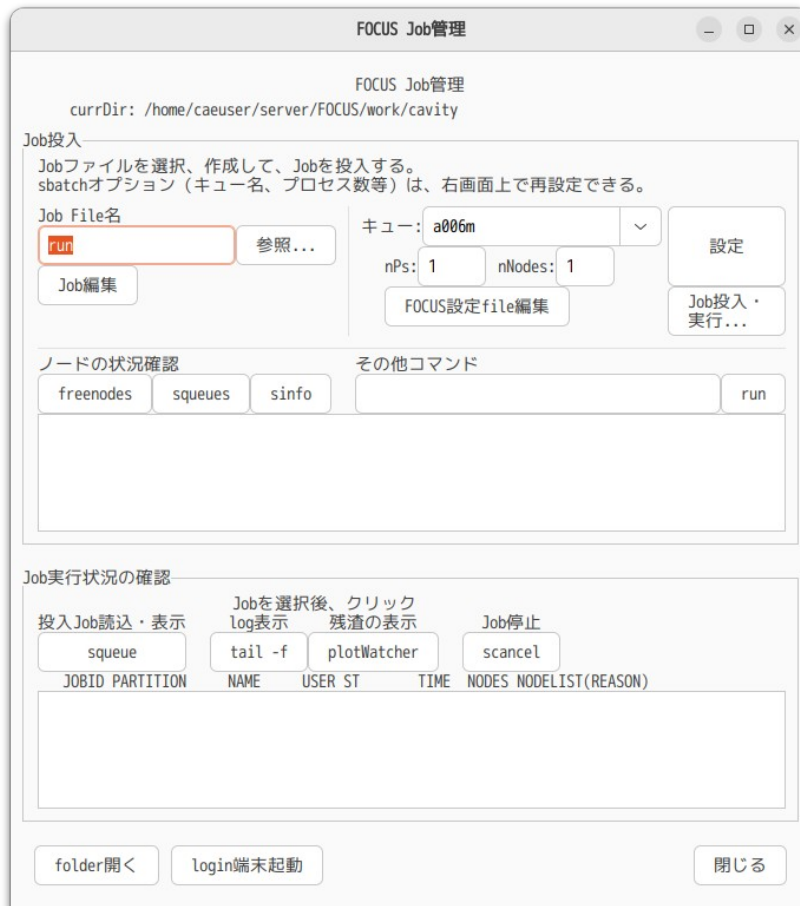 FOCUS Job管理
FOCUS Job管理
currDir: /home/caeuser/server/FOCUS/work/cavity
Job投入
Jobファイルを選択、作成して、Jobを投入する。
sbatchオプション（キュー名、プロセス数等）は、右画面上で再設定できる。
Job File名
run
参照...
Job編集
キュー: a006m
nPs: 1 nNodes: 1
FOCUS設定file編集
設定
Job投入・
実行...
ノードの状況確認
freenodes squeues sinfo
その他コマンド
run
Job実行状況の確認
Jobを選択後、クリック
投入Job読込・表示 log表示 残渣の表示 Job停止
squeue tail -f plotWatcher scancel
JOBID PARTITION NAME USER ST TIME NODES NODELIST(REASON)
folder開く login端末起動 閉じる